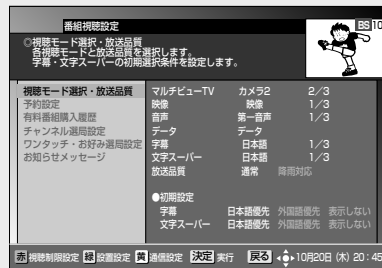 番組視聴設定
BS10
◎視聴モード選択・放送品質
各視聴モードと放送品質を選択します。
字幕・文字スーパーの初期選択条件を設定します。
視聴モード選択・放送品質
予約設定
有料番組購入履歴
チャンネル選局設定
ワンタッチ・お好み選局設定
お知らせメッセージ
マルチビューTV カメラ2 2/3
映像 映像 1/3
音声 第一音声 1/3
データ データ
字幕 日本語 1/3
文字スーパー 日本語 1/3
放送品質 通常 降雨対応
●初期設定
字幕 日本語優先 外国語優先 表示しない
文字スーパー 日本語優先 外国語優先 表示しない
赤 視聴制限設定 緑 設置設定 黄 通信設定 決定 実行 戻る 10月20日 (木) 20:45